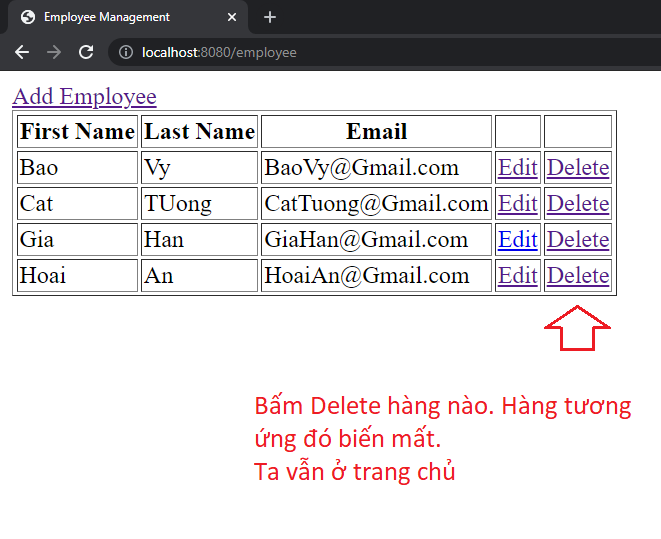 Employee Management
localhost:8080/employee
Add Employee
First Name Last Name Email
Bao Vy BaoVy@Gmail.com Edit Delete
Cat TUong CatTuong@Gmail.com Edit Delete
Gia Han GiaHan@Gmail.com Edit Delete
Hoai An HoaiAn@Gmail.com Edit Delete
Bấm Delete hàng nào. Hàng tương
ứng đó biến mất.
Ta vẫn ở trang chủ